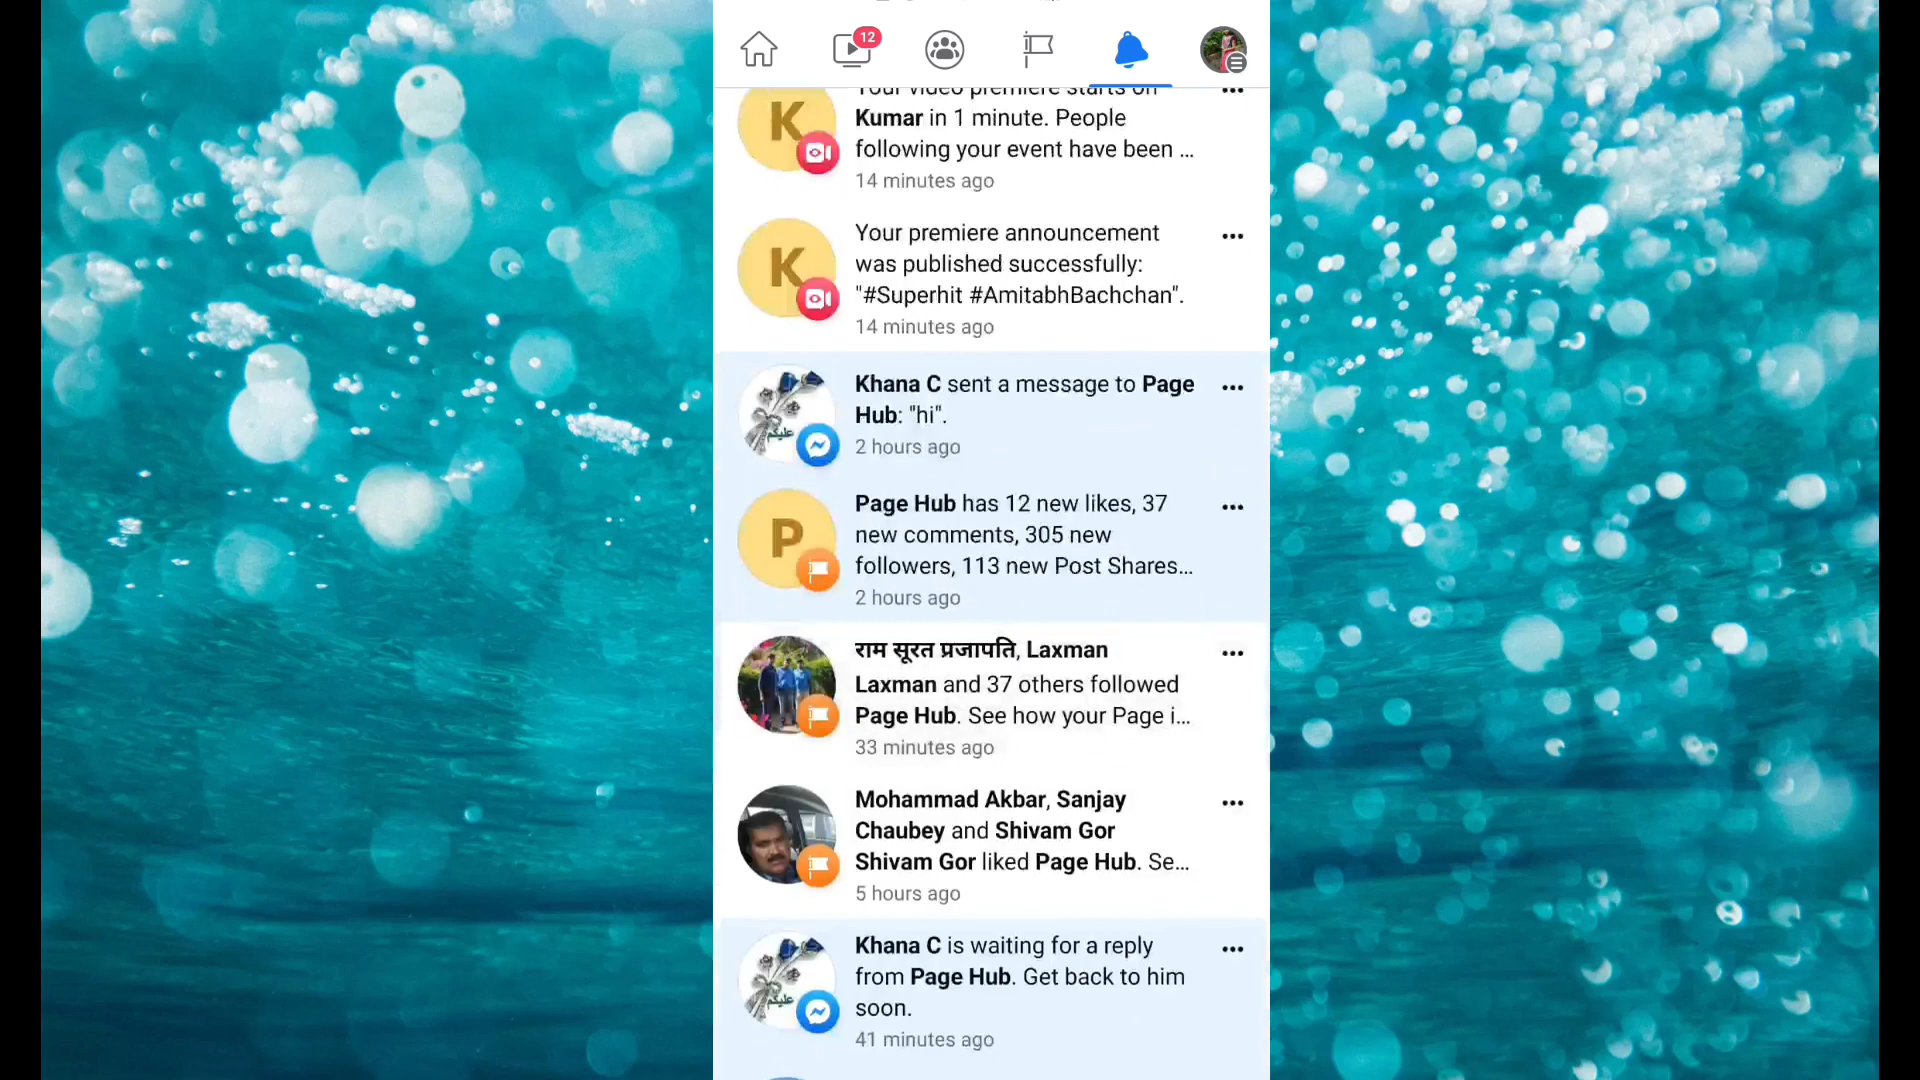 12
Your video premiere starts on
Kumar in 1 minute. People
following your event have been ...
14 minutes ago
K
Your premiere announcement
was published successfully:
"#Superhit #AmitabhBachchan".
14 minutes ago
K
Khana C sent a message to Page
Hub: "hi".
2 hours ago
Page Hub has 12 new likes, 37
new comments, 305 new
followers, 113 new Post Shares...
2 hours ago
P
राम सूरत प्रजापति, Laxman
Laxman and 37 others followed
Page Hub. See how your Page i...
33 minutes ago
Mohammad Akbar, Sanjay
Chaubey and Shivam Gor
Shivam Gor liked Page Hub. Se...
5 hours ago
Khana C is waiting for a reply
from Page Hub. Get back to him
soon.
41 minutes ago